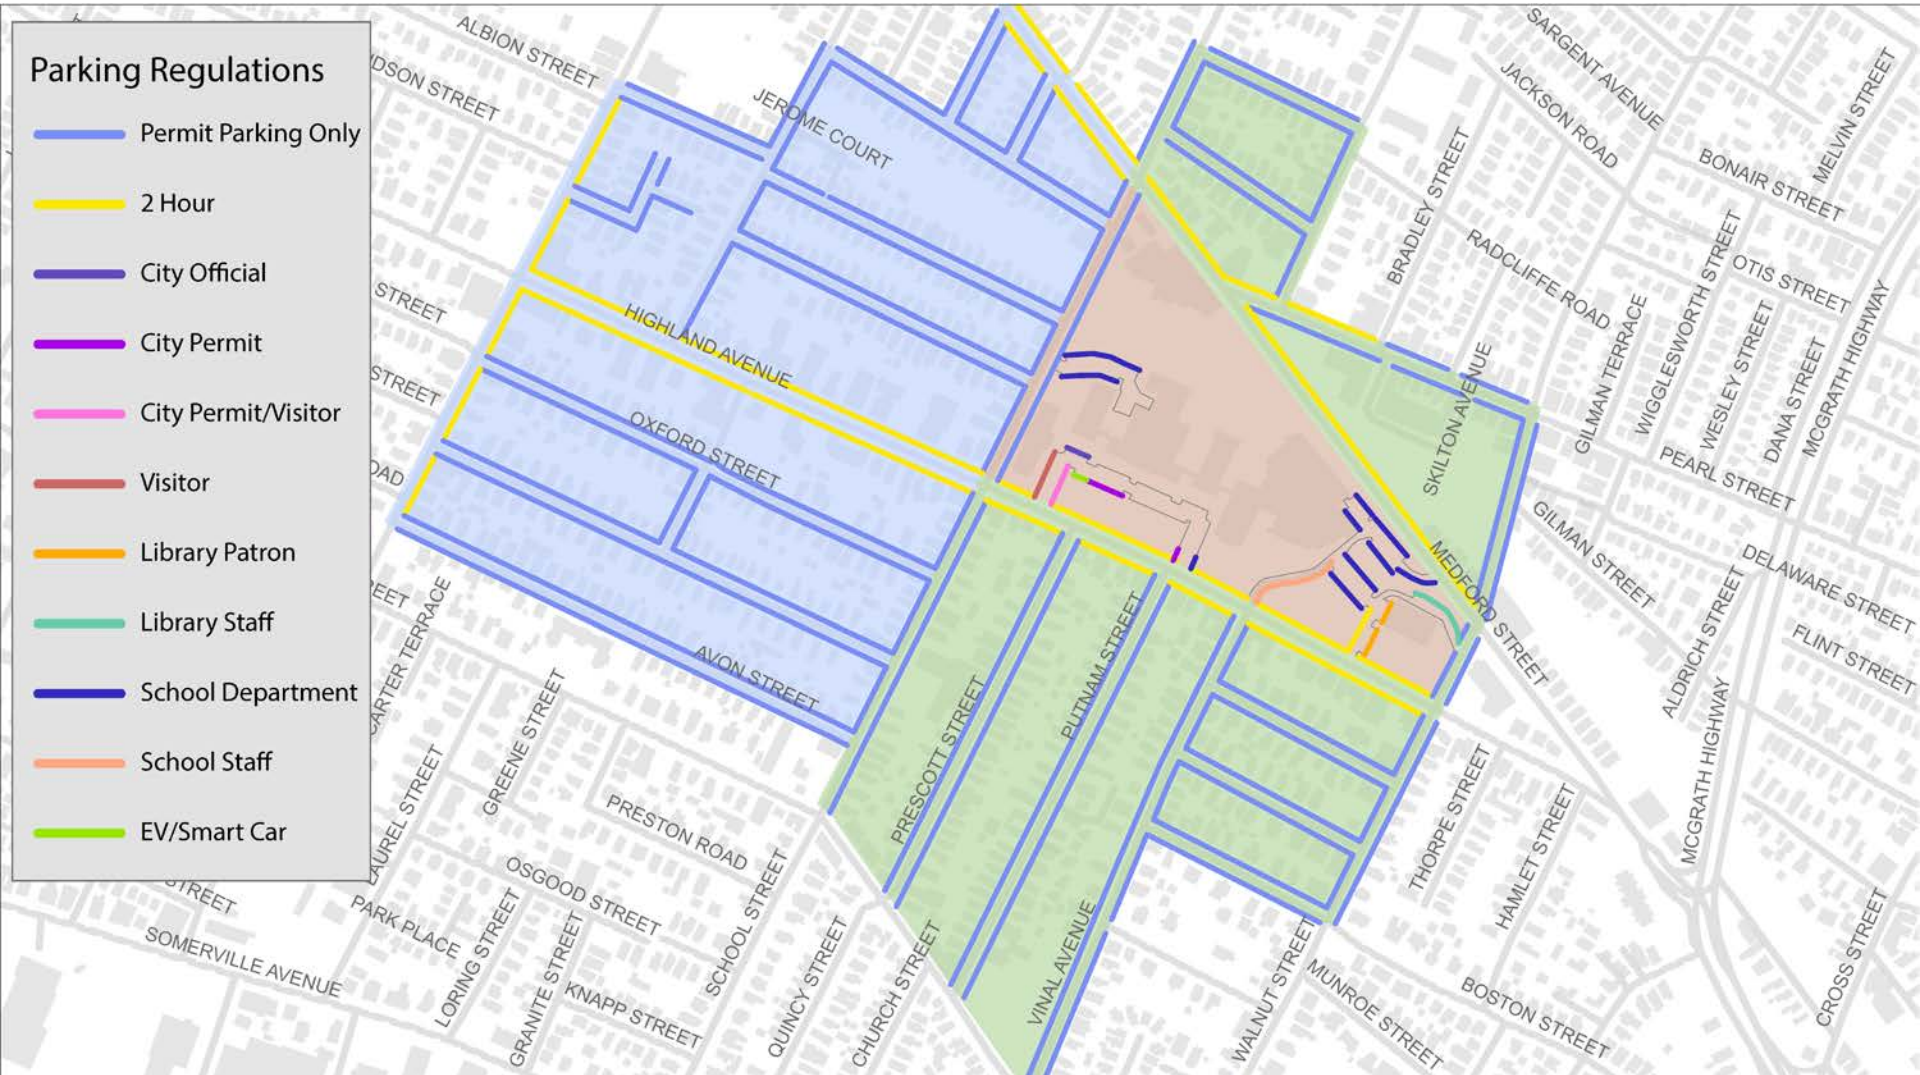 Parking Regulations
Permit Parking Only
2 Hour
City Official
City Permit
City Permit/Visitor
Visitor
Library Patron
Library Staff
School Department
School Staff
EV/Smart Car
ALBION STREET
STREET
JEROME COURT
HIGHLAND AVENUE
OXFORD STREET
AVON STREET
STREET
STREET
CARTER TERRACE
GREENE STREET
LAUREL STREET
PRESTON ROAD
OSGOOD STREET
PARK PLACE
STREET
SOMERVILLE AVENUE
LORING STREET
GRANITE STREET
KNAPP STREET
SCHOOL STREET
QUINCY STREET
CHURCH STREET
PRESCOTT STREET
PUTNAM STREET
VINAL AVENUE
WALNUT STREET
MUNROE STREET
BOSTON STREET
THORPE STREET
HAMLET STREET
CROSS STREET
MCGRATH HIGHWAY
MEDFORD STREET
SKILTON AVENUE
BRADLEY STREET
RADCLIFFE ROAD
SARGENT AVENUE
JACKSON ROAD
BONAIR STREET
MELVIN STREET
OTIS STREET
WIGGLESWORTH STREET
GILMAN TERRACE
WESLEY STREET
DANA STREET
MCGRATH HIGHWAY
PEARL STREET
GILMAN STREET
DELAWARE STREET
ALDRICH STREET
FLINT STREET